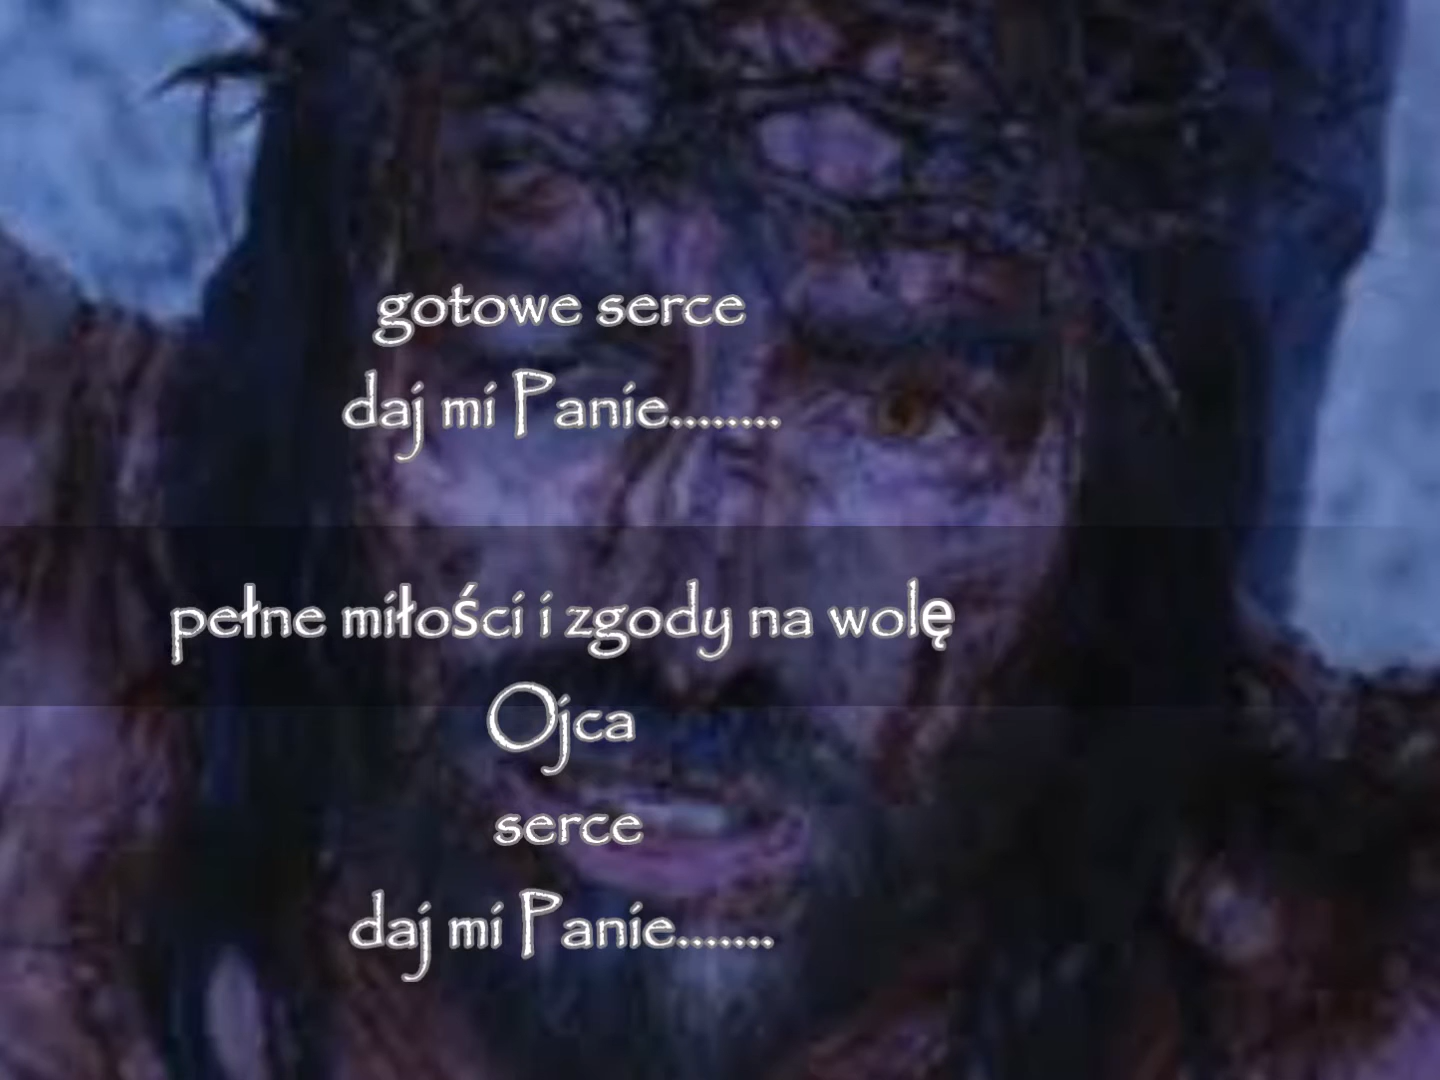 gotowe serce
daj mi Panie........
pełne miłości i zgody na wolę
Ojca
serce
daj mi Panie.......